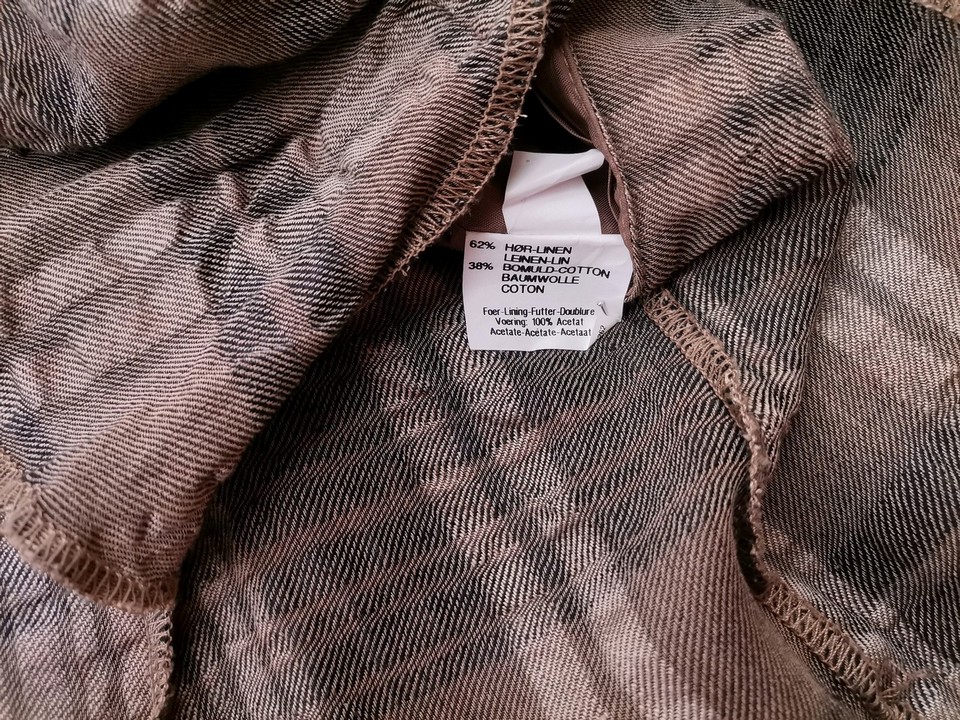 62% HØR-LINEN
LEINEN-LIN
38% BOMULD-COTTON
BAUMWOLLE
COTON
Foer-Lining-Futter-Doublure
Voering: 100% Acetat
Acetate-Acétate-Acetaat